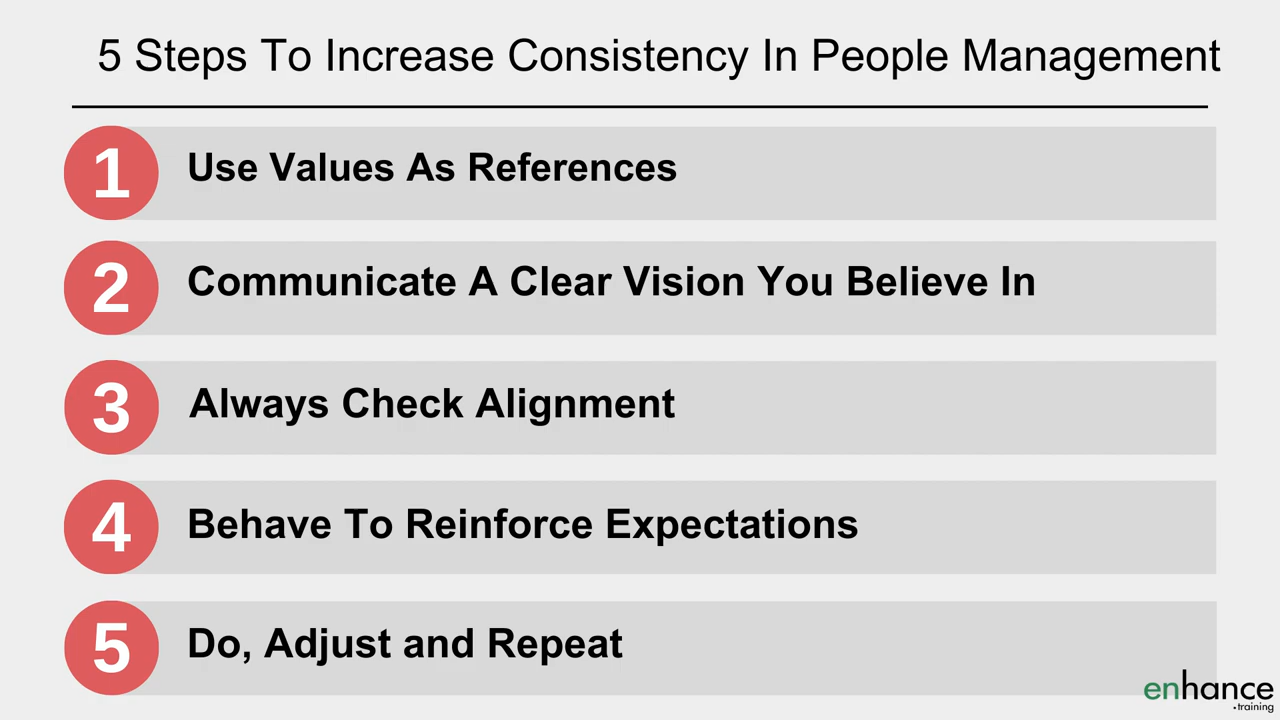 5 Steps To Increase Consistency In People Management
1 Use Values As References
2 Communicate A Clear Vision You Believe In
3 Always Check Alignment
4 Behave To Reinforce Expectations
5 Do, Adjust and Repeat
enhance
.training